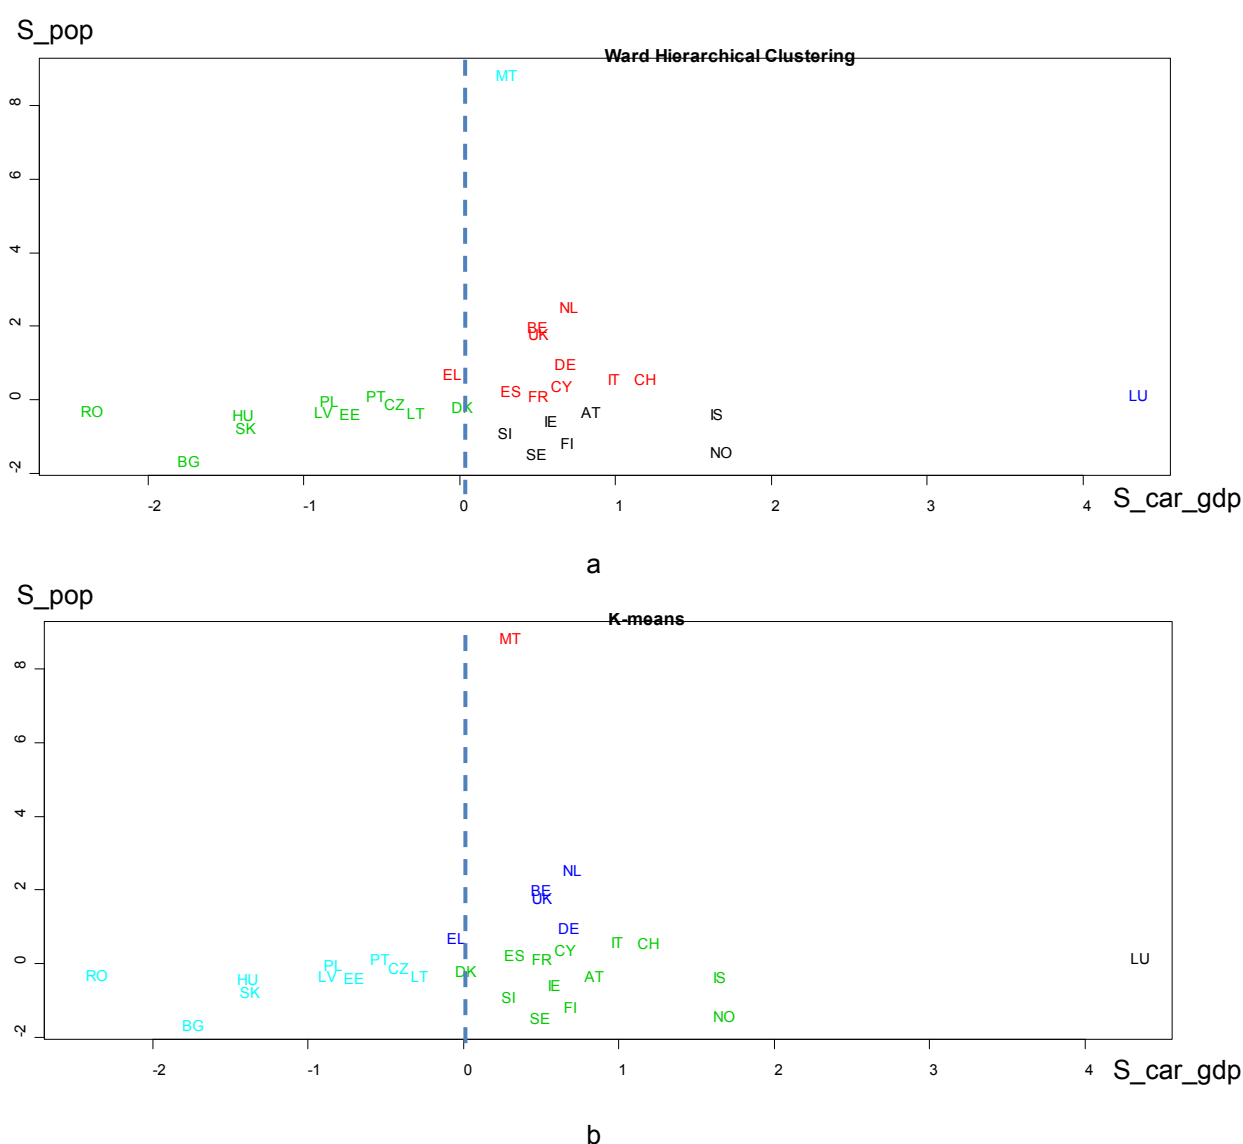 S_pop
Ward Hierarchical Clustering
MT
8
6
4
NL
2
BE
UK
DE
EL
IT
CH
CY
ES
FR
LU
0
PL
PT
CZ
DK
RO
HU
LV
EE
LT
AT
IS
SK
IE
SI
FI
BG
SE
NO
-2
-2
-1
0
1
2
3
4
S_car_gdp
a
S_pop
K-means
MT
8
6
4
NL
2
BE
UK
DE
EL
IT
CH
CY
ES
FR
LU
0
PL
PT
CZ
DK
RO
HU
LV
EE
LT
AT
IS
SK
IE
SI
FI
BG
SE
NO
-2
-2
-1
0
1
2
3
4
S_car_gdp
b